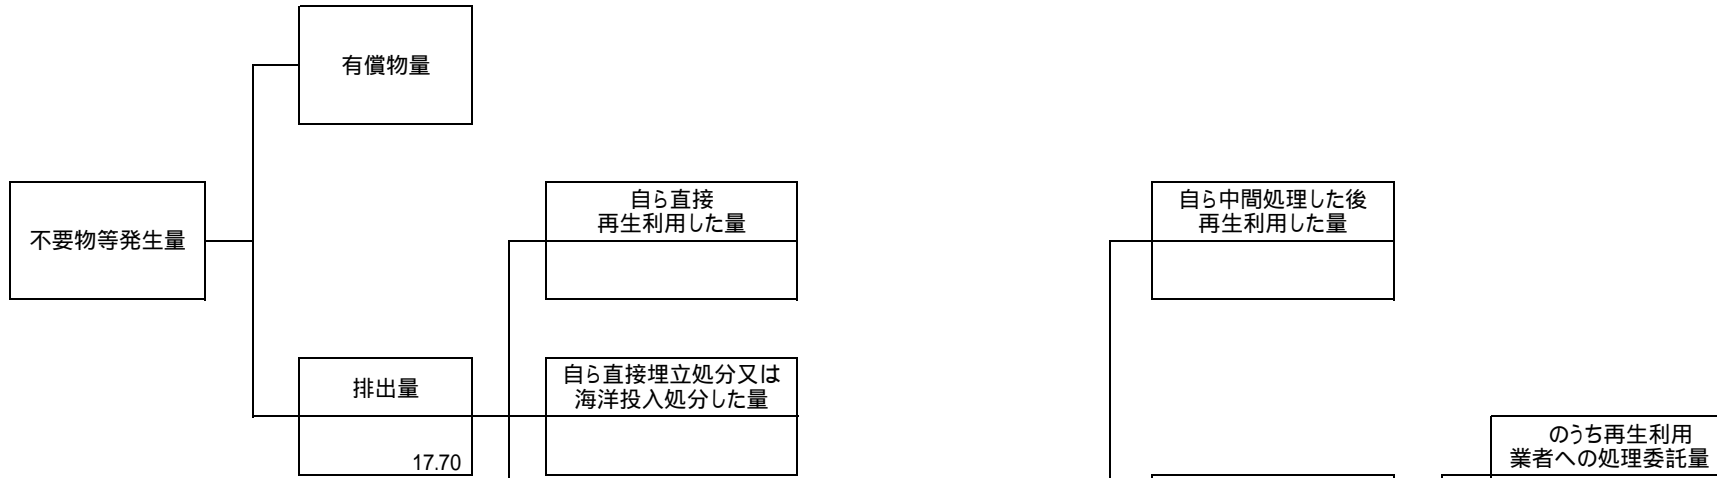 有償物量
不要物等発生量
自ら直接
再生利用した量
自ら中間処理した後
再生利用した量
排出量
17.70
自ら直接埋立処分又は
海洋投入処分した量
のうち再生利用
業者への処理委託量